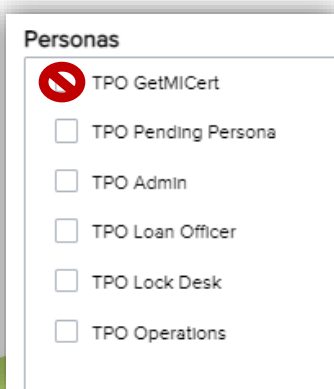 Personas
TPO GetMICert
TPO Pending Persona
TPO Admin
TPO Loan Officer
TPO Lock Desk
TPO Operations